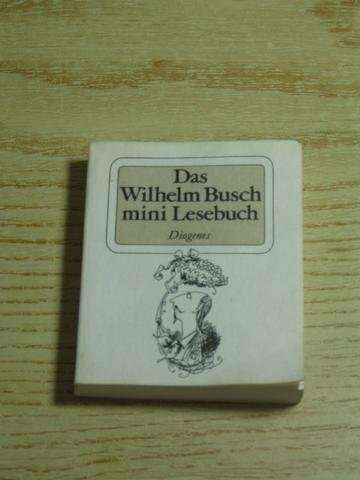 Das
Wilhelm Busch
mini Lesebuch
Diogenes